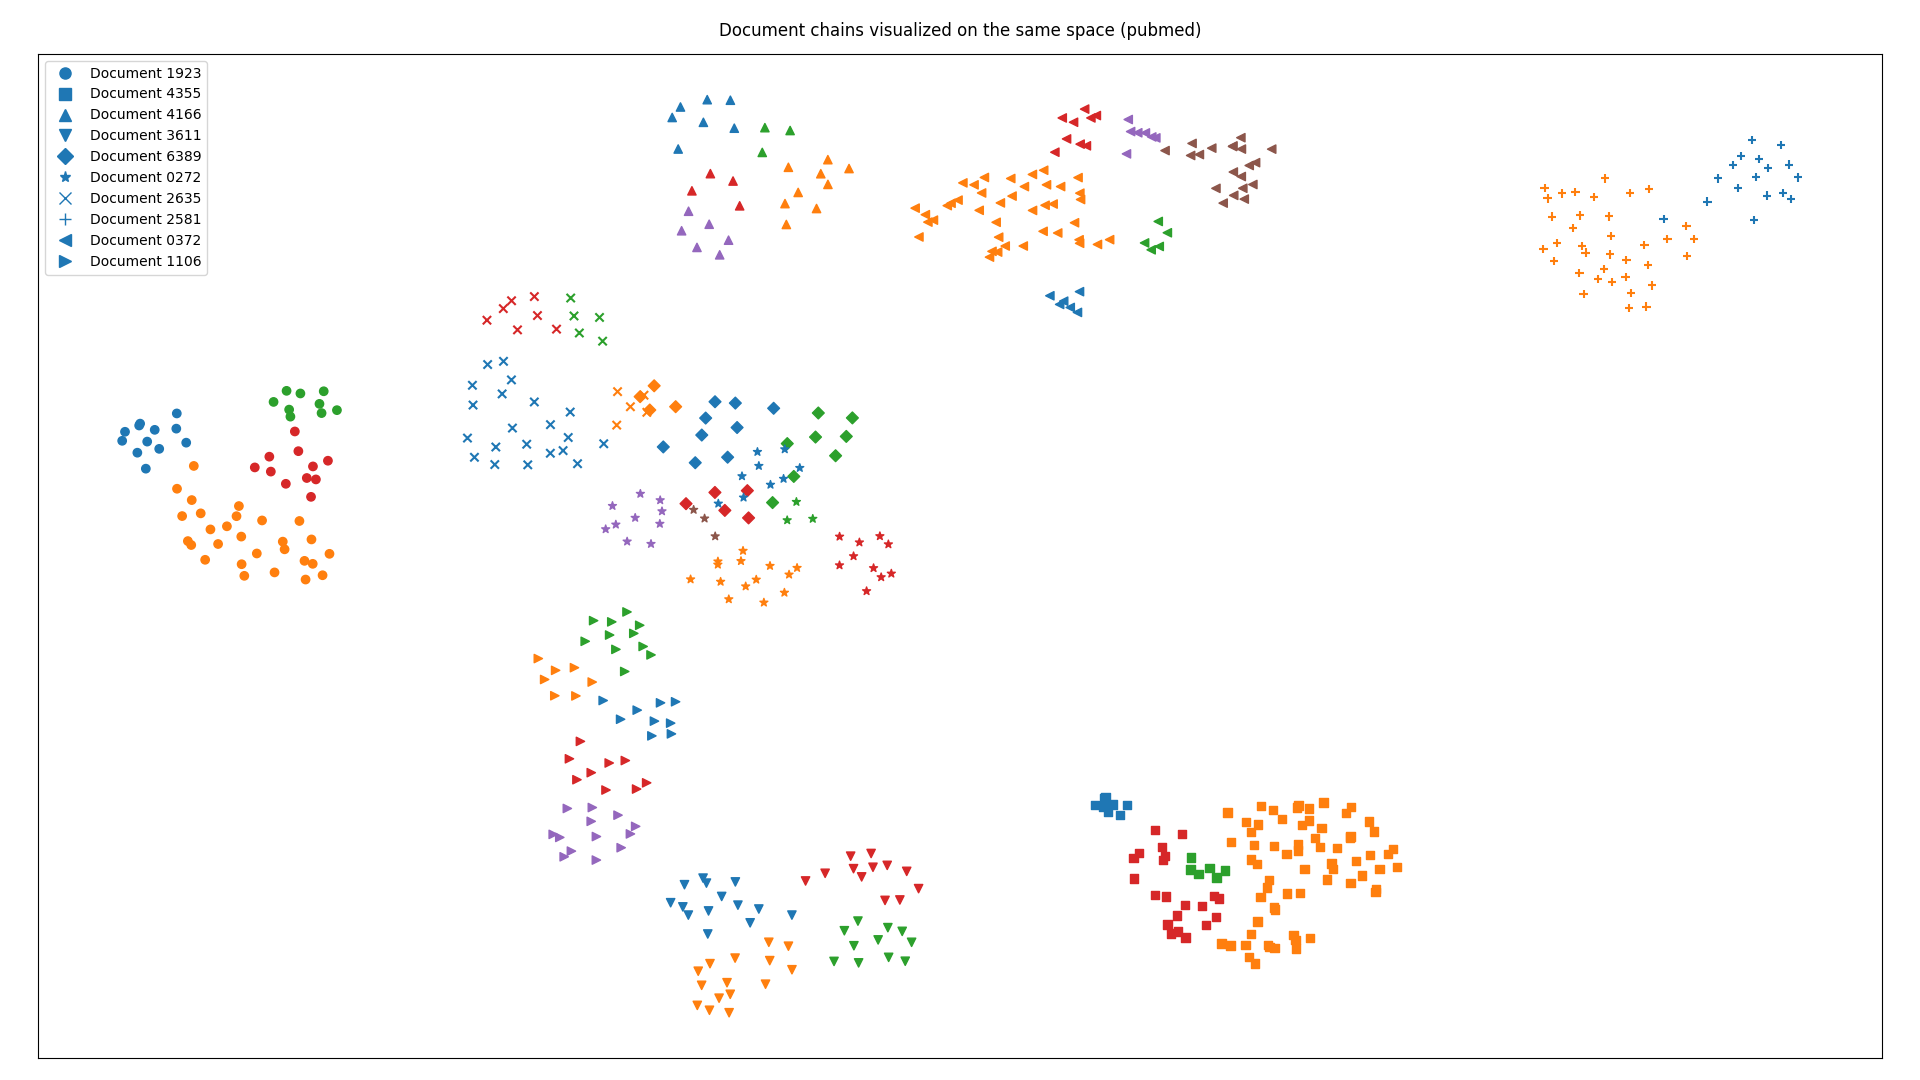 Document chains visualized on the same space (pubmed)
Document 1923
Document 4355
Document 4166
Document 3611
Document 6389
Document 0272
Document 2635
Document 2581
Document 0372
Document 1106